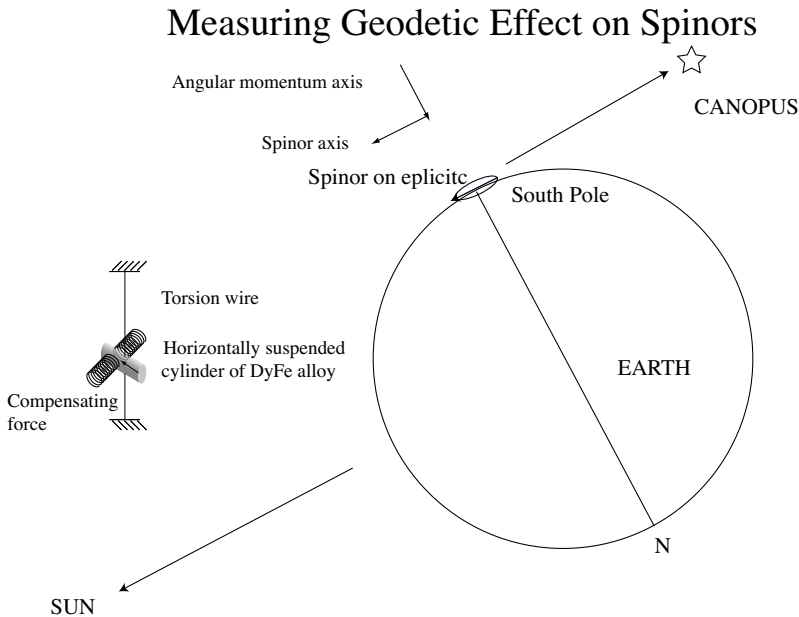 Measuring Geodetic Effect on Spinors
Angular momentum axis
CANOPUS
Spinor axis
Spinor on eplicitc
South Pole
Torsion wire
Horizontally suspended
cylinder of DyFe alloy
EARTH
Compensating
force
N
SUN